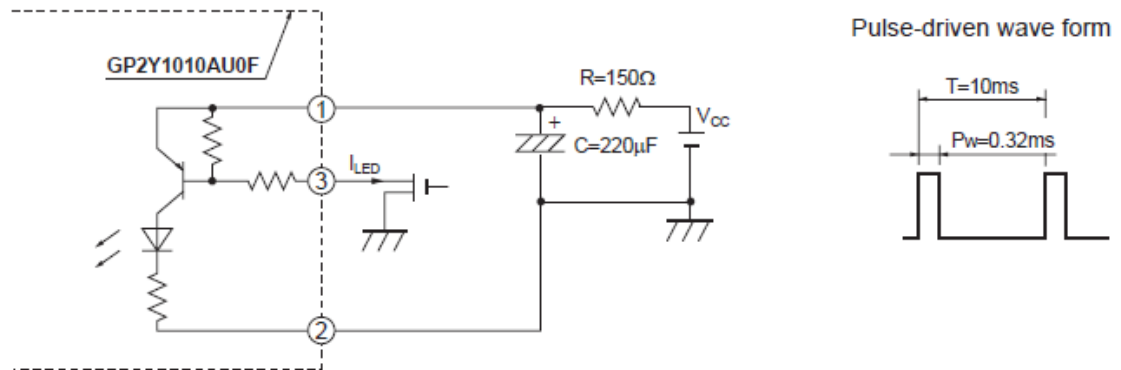 Pulse-driven wave form
GP2Y1010AU0F
R=150Ω
T=10ms
1
+
VCC
C=220μF
Pw=0.32ms
ILED
3
2